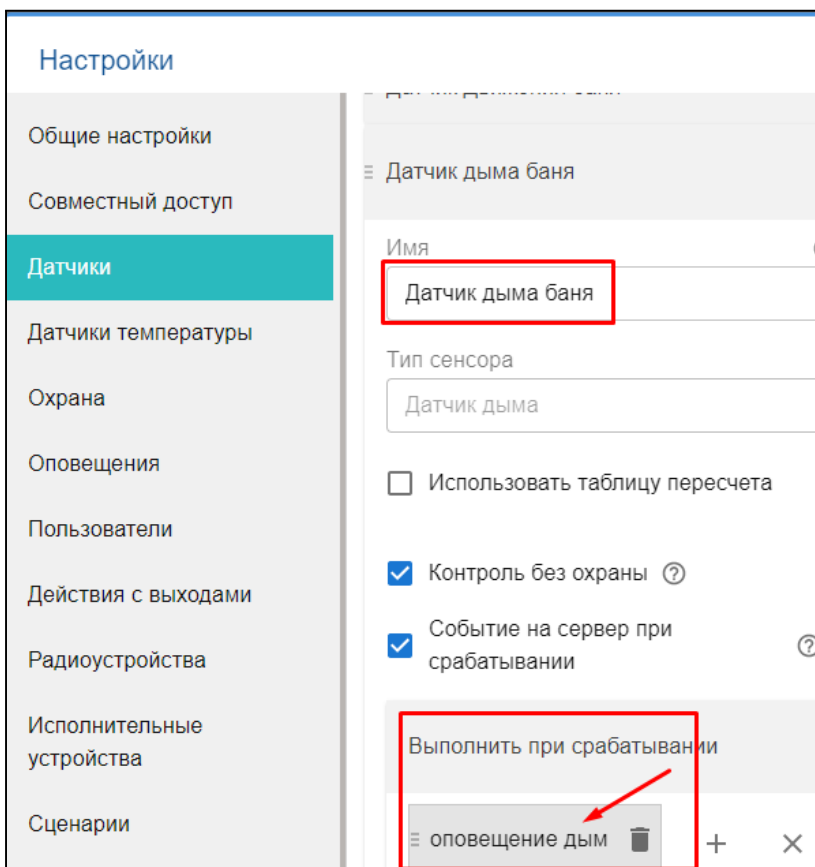 Настройки
Общие настройки
Совместный доступ
Датчики
Датчики температуры
Охрана
Оповещения
Пользователи
Действия с выходами
Радиоустройства
Исполнительные
устройства
Сценарии
Датчик дыма баня
Имя
Датчик дыма баня
Тип сенсора
Датчик дыма
Использовать таблицу пересчета
Контроль без охраны
Событие на сервер при
срабатывании
Выполнить при срабатывании
оповещение дым